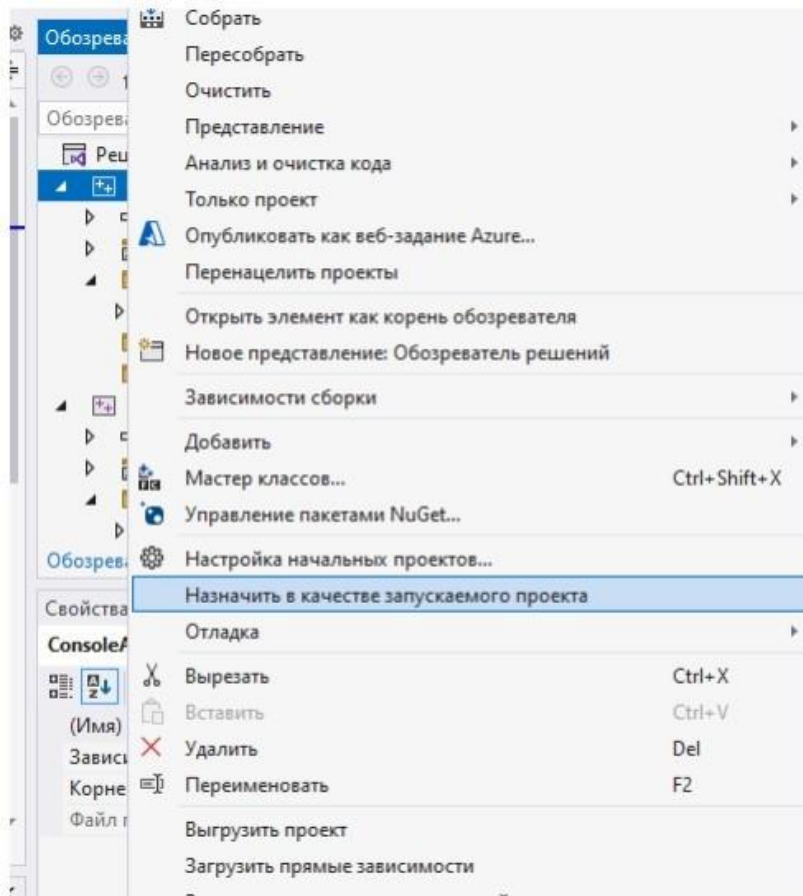 Собрать
Обозрева
Пересобрать
Очистить
Обозрева
Представление
Реш
Анализ и очистка кода
Только проект
Опубликовать как веб-задание Azure...
Перенацелить проекты
Открыть элемент как корень обозревателя
Новое представление: Обозреватель решений
Зависимости сборки
Добавить
Мастер классов... Ctrl+Shift+X
Управление пакетами NuGet...
Обозрева
Настройка начальных проектов...
Назначить в качестве запускаемого проекта
Свойства
Отладка
ConsoleA
Вырезать Ctrl+X
Вставить Ctrl+V
(Имя)
Удалить Del
Зависи
Переименовать F2
Корне
Файл п
Выгрузить проект
Загрузить прямые зависимости